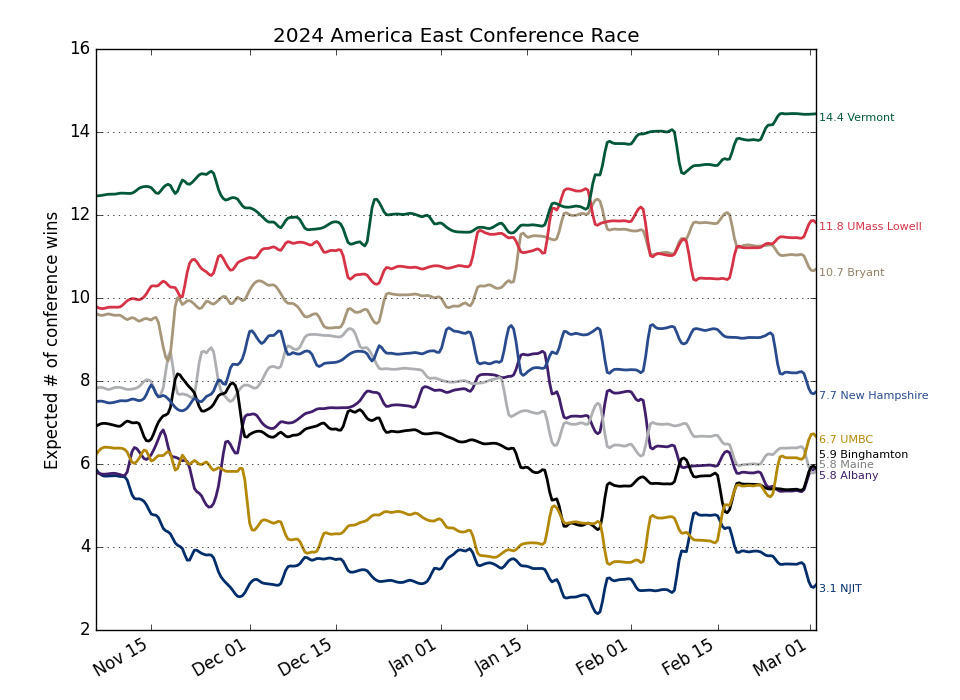 2024 America East Conference Race
Expected # of conference wins
16
14
12
10
8
6
4
2
14.4 Vermont
11.8 UMass Lowell
10.7 Bryant
7.7 New Hampshire
6.7 UMBC
5.9 Binghamton
5.8 Maine
5.8 Albany
3.1 NJIT
Nov 15
Dec 01
Dec 15
Jan 01
Jan 15
Feb 01
Feb 15
Mar 01